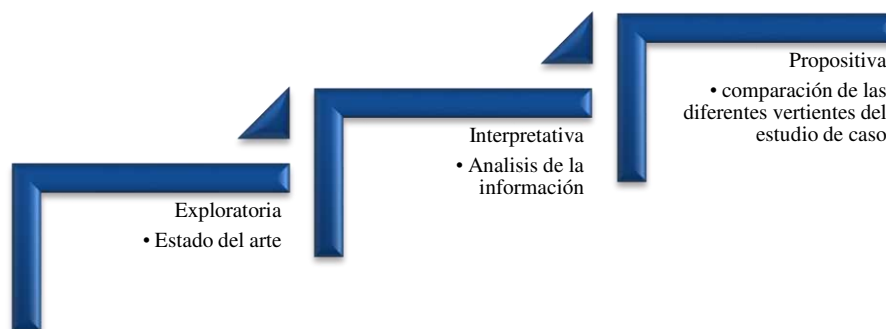 Exploratoria
• Estado del arte
Interpretativa
• Analisis de la
información
Propositiva
• comparación de las
diferentes vertientes del
estudio de caso